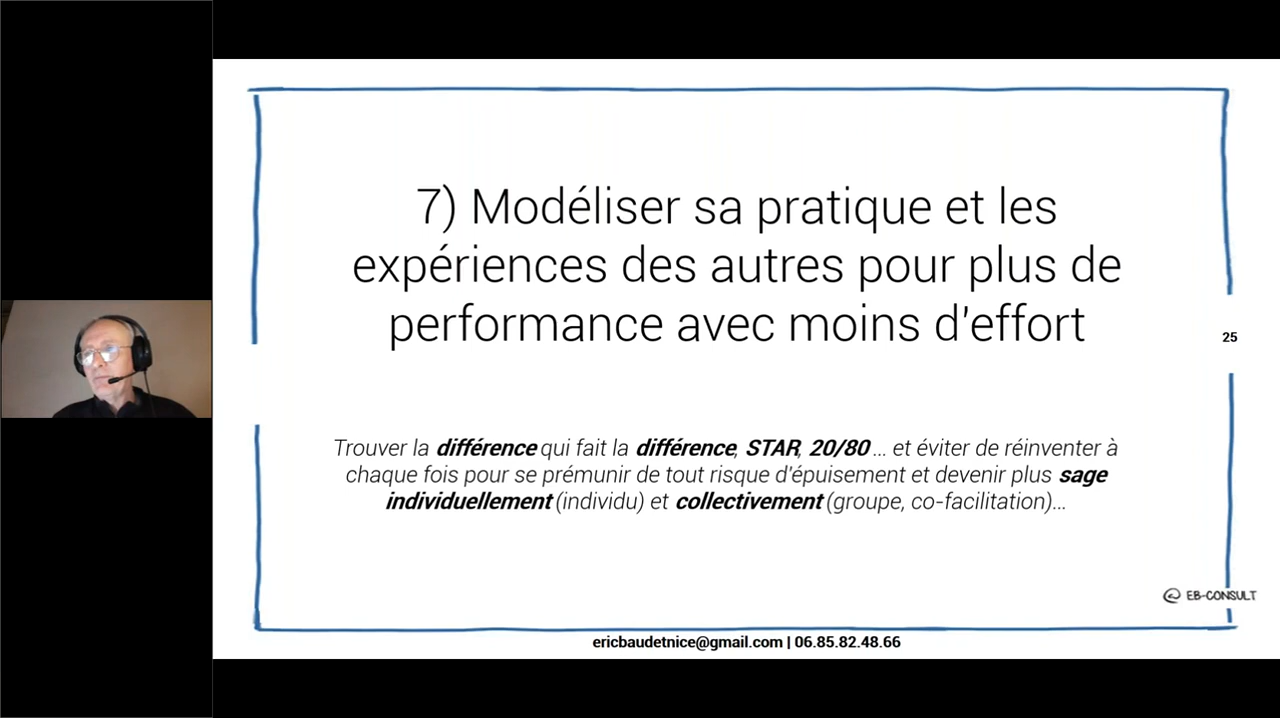 7) Modéliser sa pratique et les
expériences des autres pour plus de
performance avec moins d'effort
25
Trouver la différence qui fait la différence, STAR, 20/80 ... et éviter de réinventer à
chaque fois pour se prémunir de tout risque d'épuisement et devenir plus sage
individuellement (individu) et collectivement (groupe, co-facilitation)...
@ EB-CONSULT
ericbaudetnice@gmail.com | 06.85.82.48.66